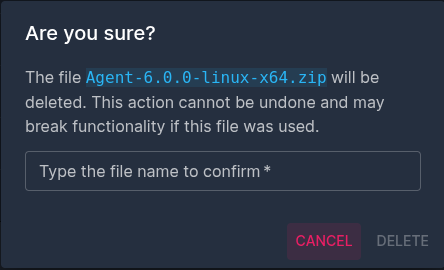 Are you sure?
The file Agent-6.0.0-linux-x64.zip will be
deleted. This action cannot be undone and may
break functionality if this file was used.
Type the file name to confirm *
CANCEL DELETE